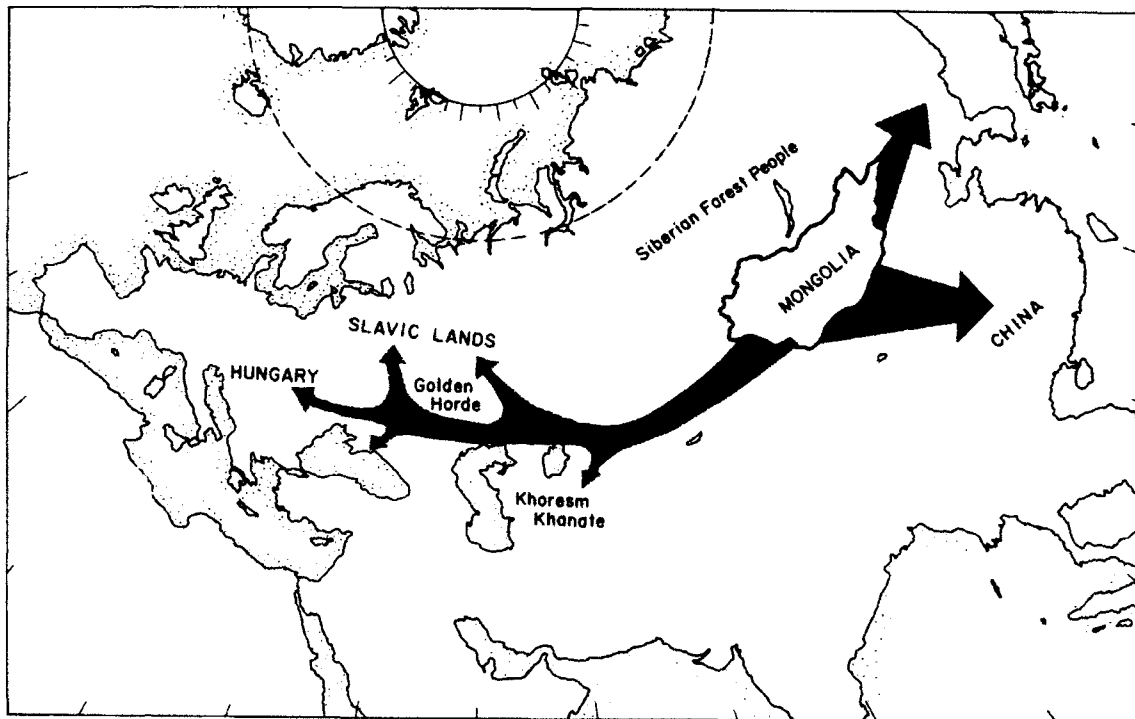 Siberian Forest People
MONGOLIA
CHINA
SLAVIC LANDS
HUNGARY
Golden
Horde
Khoresm
Khanate